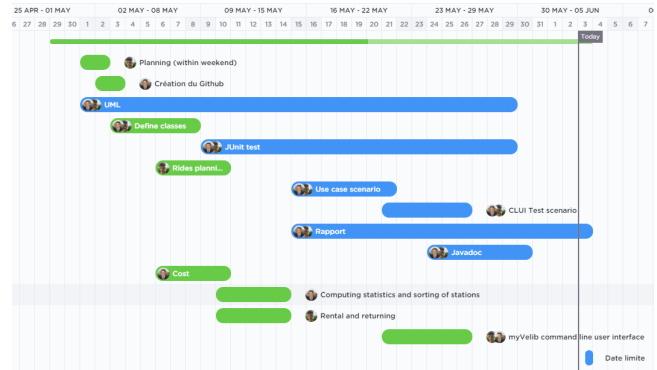 25 APR - 01 MAY 02 MAY - 08 MAY 09 MAY - 15 MAY 16 MAY - 22 MAY 23 MAY - 29 MAY 30 MAY - 05 JUN
6 27 28 29 30 1 2 3 4 5 6 7 8 9 10 11 12 13 14 15 16 17 18 19 20 21 22 23 24 25 26 27 28 29 30 31 1 2 3 4 5 6 7
Today
Planning (within weekend)
Création du Github
UML
Define classes
JUnit test
Rides planni...
Use case scenario
CLUI Test scenario
Rapport
Javadoc
Cost
Computing statistics and sorting of stations
Rental and returning
myVelib command line user interface
Date limite